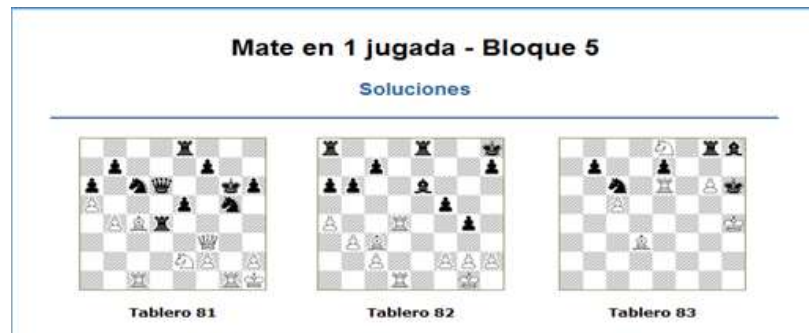 Mate en 1 jugada - Bloque 5
Soluciones
Tablero 81 Tablero 82 Tablero 83